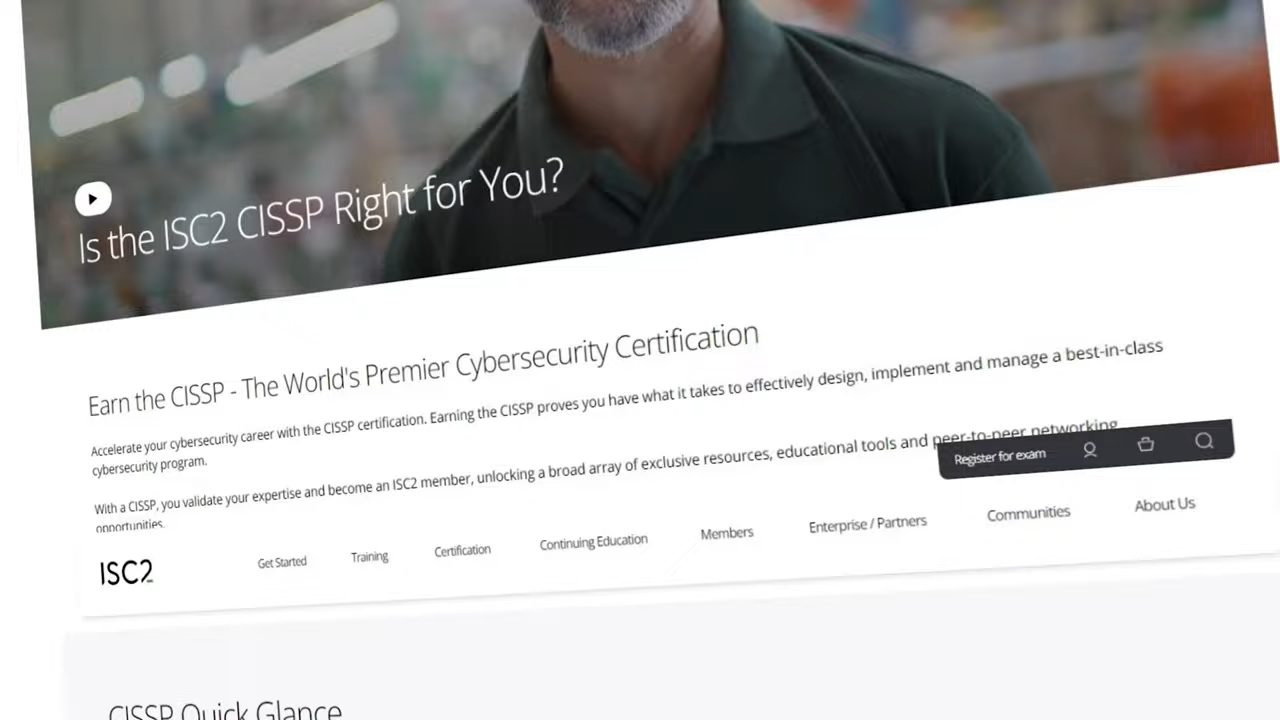 Is the ISC2 CISSP Right for You?
Earn the CISSP - The World's Premier Cybersecurity Certification
Accelerate your cybersecurity career with the CISSP certification. Earning the CISSP proves you have what it takes to effectively design, implement and manage a best-in-class
cybersecurity program.
With a CISSP, you validate your expertise and become an ISC2 member, unlocking a broad array of exclusive resources, educational tools and peer-to-peer networking
opportunities.
Register for exam
ISC2 Get Started Training Certification Continuing Education Members Enterprise / Partners Communities About Us
CISSP Quick Glance